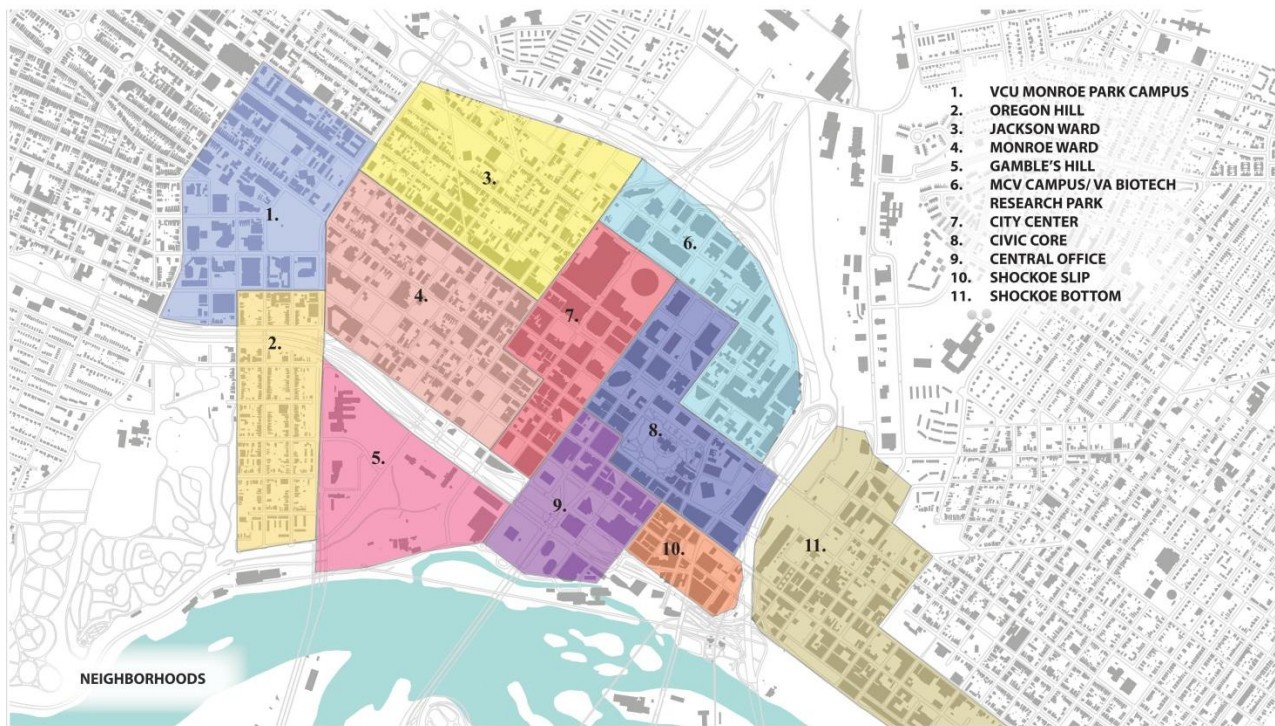 1. VCU MONROE PARK CAMPUS
2. OREGON HILL
3. JACKSON WARD
4. MONROE WARD
5. GAMBLE'S HILL
6. MCV CAMPUS/ VA BIOTECH
RESEARCH PARK
7. CITY CENTER
8. CIVIC CORE
9. CENTRAL OFFICE
10. SHOCKOE SLIP
11. SHOCKOE BOTTOM
3.
1.
6.
4.
7.
2.
8.
5.
9.
10.
11.
NEIGHBORHOODS